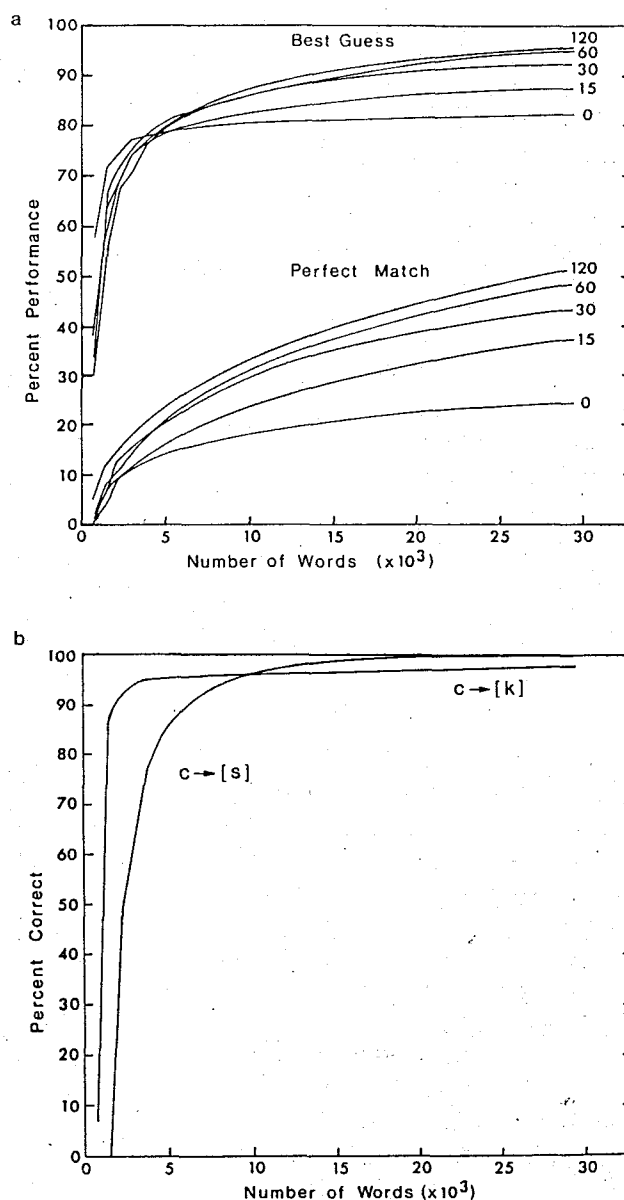 a
Best Guess
120
60
30
15
0
Perfect Match
120
60
30
15
0
Percent Performance
100
90
80
70
60
50
40
30
20
10
0
0 5 10 15 20 25 30
Number of Words (x10³)
b
c→[k]
c→[s]
Percent Correct
100
90
80
70
60
50
40
30
20
10
0
0 5 10 15 20 25 30
Number of Words (x10³)